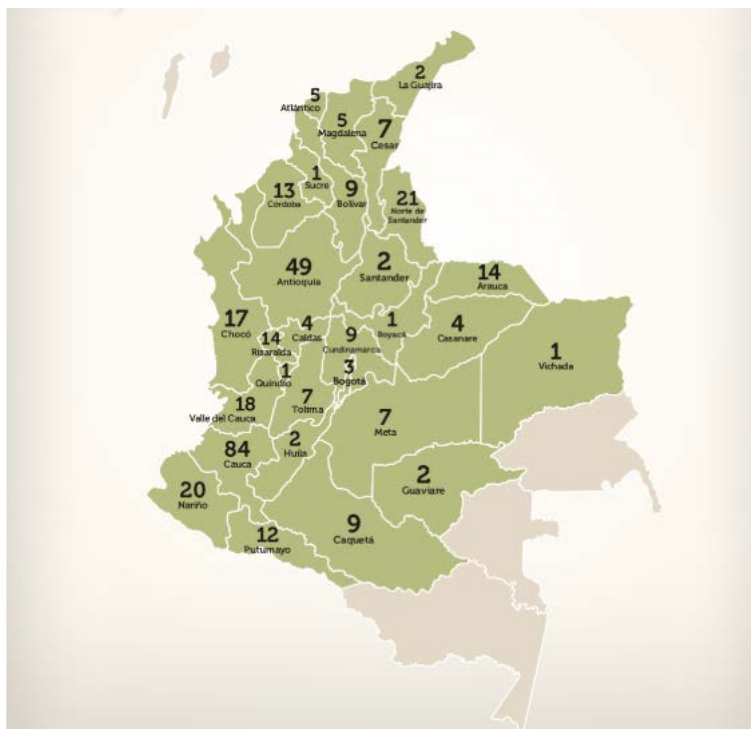 2
La Guajira
5
Atlántico
5
Magdalena
7
Cesar
1
Sucre
13
Córdoba
9
Bolívar
21
Norte de
Santander
49
Antioquia
2
Santander
14
Arauca
17
Chocó
14
Risaralda
4
Caldas
9
Cundinamarca
1
Boyacá
4
Casanare
1
Vichada
1
Quindío
3
Bogotá
18
Valle del Cauca
7
Tolima
7
Meta
84
Cauca
2
Huila
2
Guaviare
20
Nariño
12
Putumayo
9
Caquetá